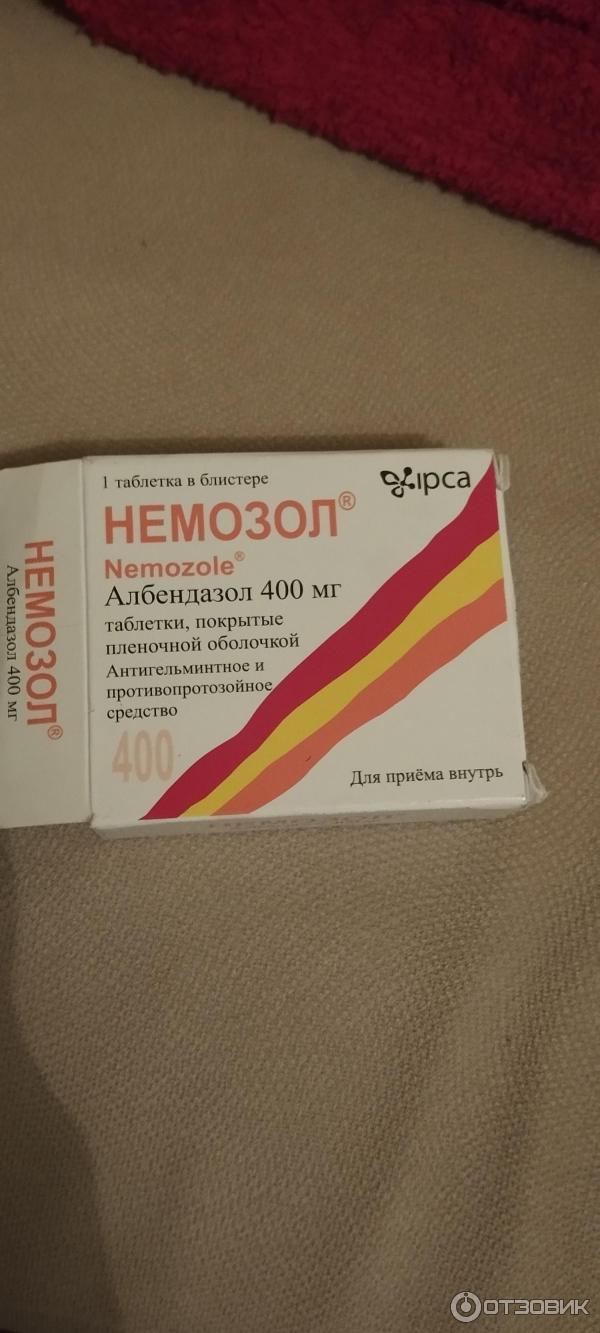 1 таблетка в блистере
ipca
НЕМОЗОЛ®
Nemozole®
Албендазол 400 мг
таблетки, покрытые
пленочной оболочкой
Антигельминтное и
противопротозойное
средство
400
Для приёма внутрь
НЕМОЗОЛ®
Албендазол 400 мг
ОТЗОВИК